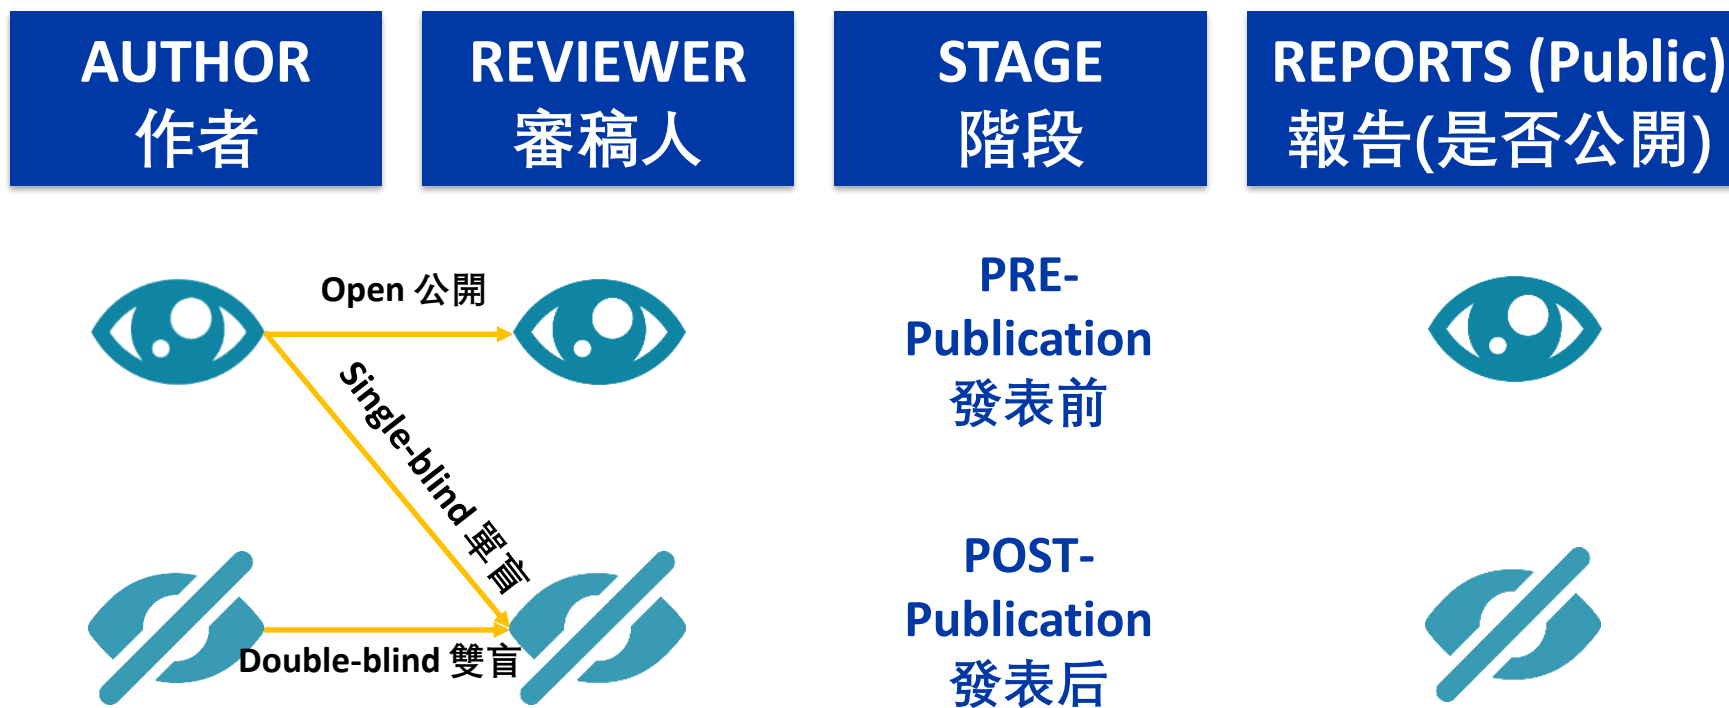 AUTHOR
作者
REVIEWER
審稿人
STAGE
階段
REPORTS (Public)
報告(是否公開)
Open 公開
Single-blind 單盲
Double-blind 雙盲
PRE-
Publication
發表前
POST-
Publication
發表后